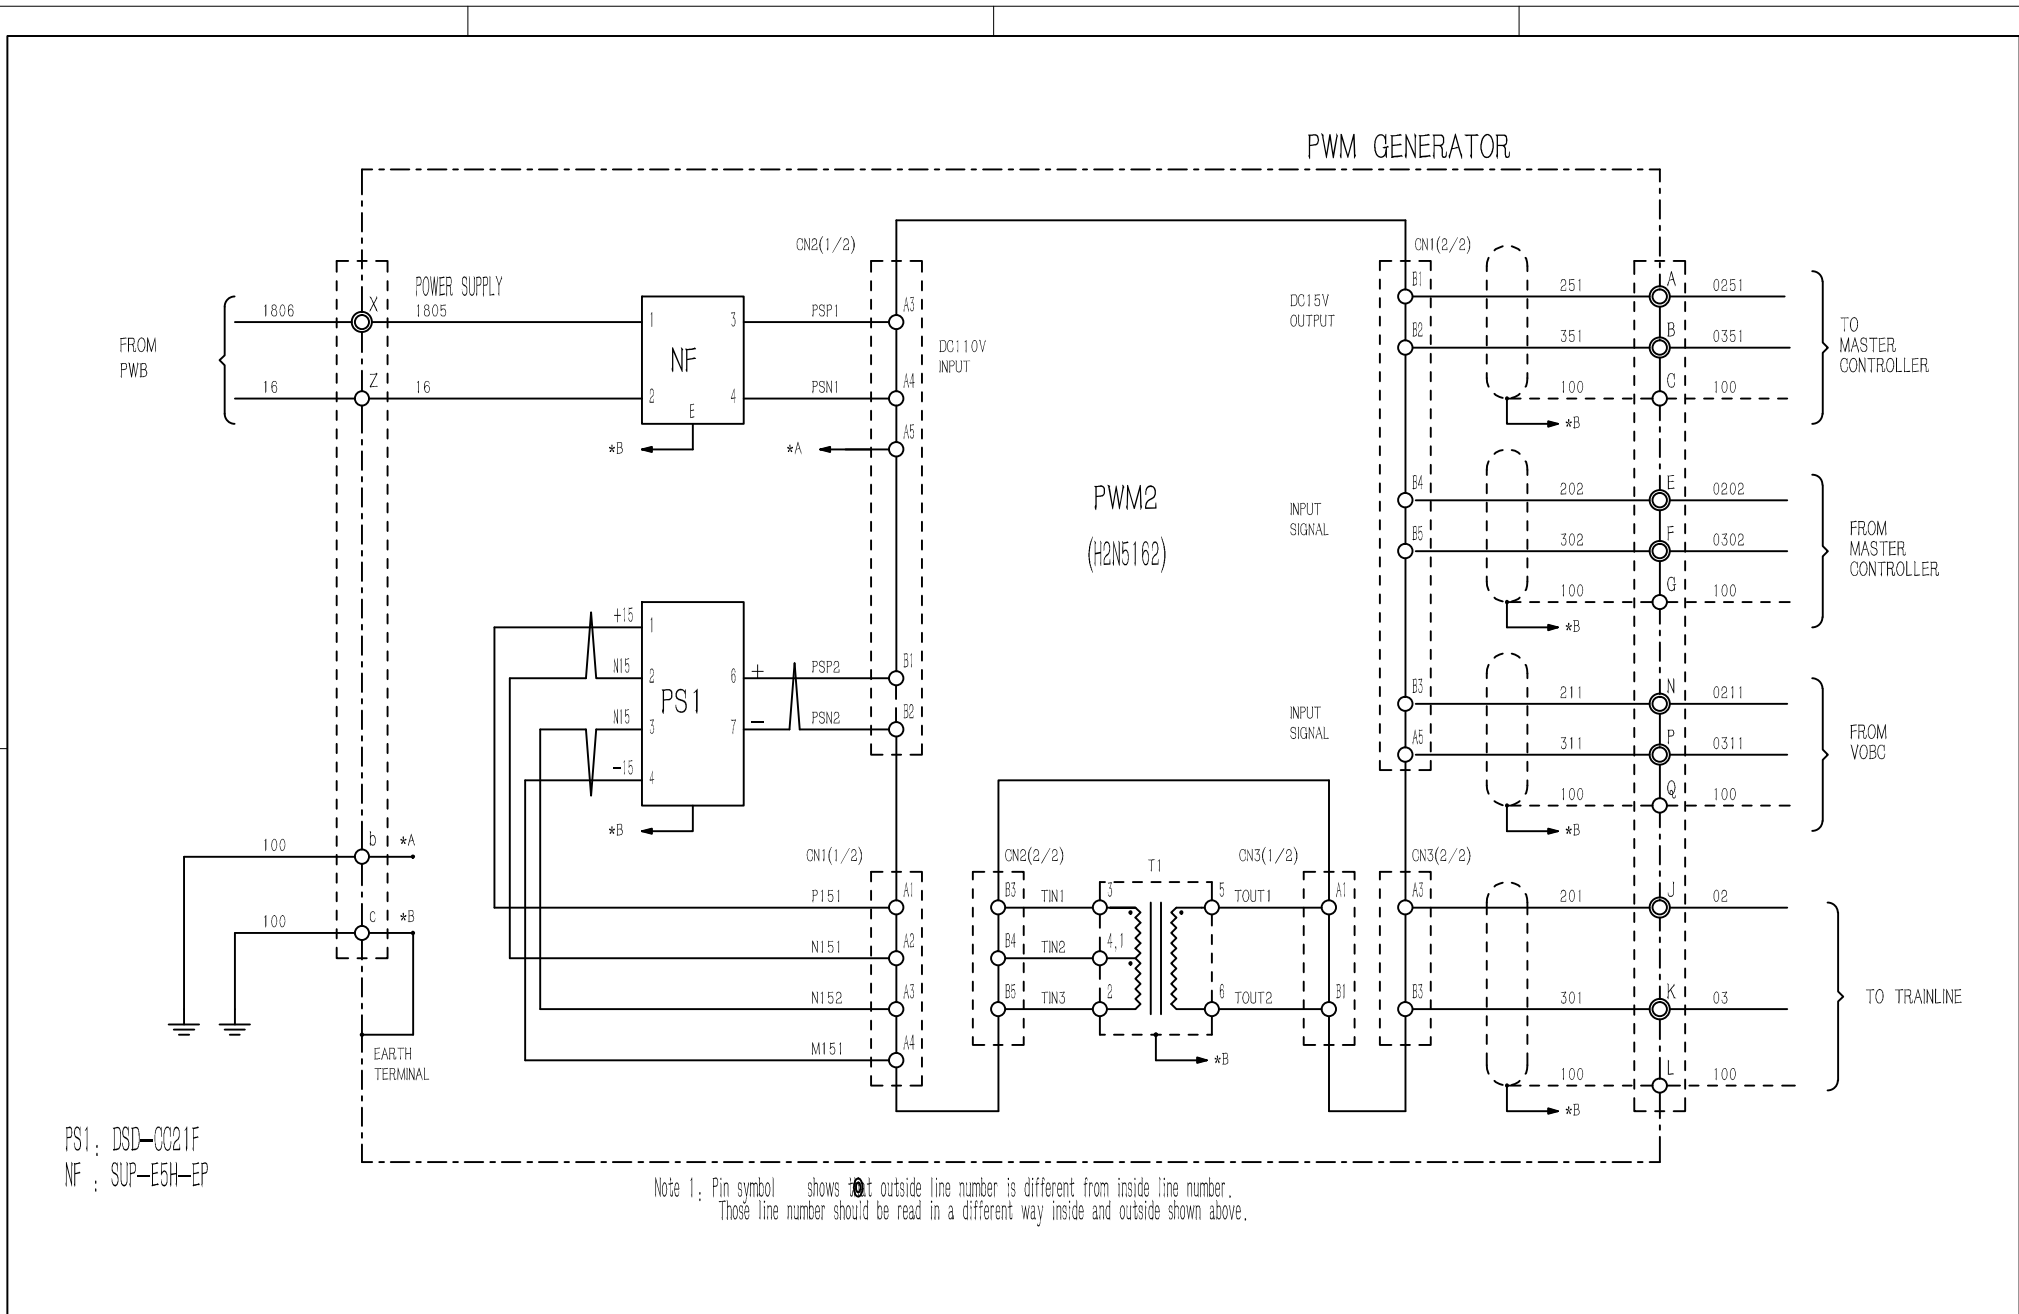 PWM GENERATOR
CN2(1/2)
CN1(2/2)
FROM
PWB
1806
X
POWER SUPPLY
1805
16
Z
16
1
3
NF
2
4
E
*B
PSP1
A3
PSN1
A4
A5
*A
DC110V
INPUT
DC15V
OUTPUT
B1
251
A
0251
B2
351
B
0351
100
C
100
*B
TO
MASTER
CONTROLLER
PWM2
(H2N5162)
INPUT
SIGNAL
B4
202
E
0202
B5
302
F
0302
100
G
100
*B
FROM
MASTER
CONTROLLER
+15
1
N15
2
N15
3
-15
4
PS1
6
+
PSP2
B1
7
-
PSN2
B2
*B
INPUT
SIGNAL
B3
211
N
0211
A5
311
P
0311
100
Q
100
*B
FROM
VOBC
100
b
*A
100
c
*B
EARTH
TERMINAL
CN1(1/2)
P151
A1
N151
A2
N152
A3
M151
A4
CN2(2/2)
B3
TIN1
3
B4
TIN2
4,1
B5
TIN3
2
T1
5
TOUT1
6
TOUT2
*B
CN3(1/2)
A1
B1
CN3(2/2)
A3
201
J
02
B3
301
K
03
100
L
100
*B
TO TRAINLINE
PS1: DSD-CC21F
NF : SUP-E5H-EP
Note 1: Pin symbol shows that outside line number is different from inside line number.
Those line number should be read in a different way inside and outside shown above.